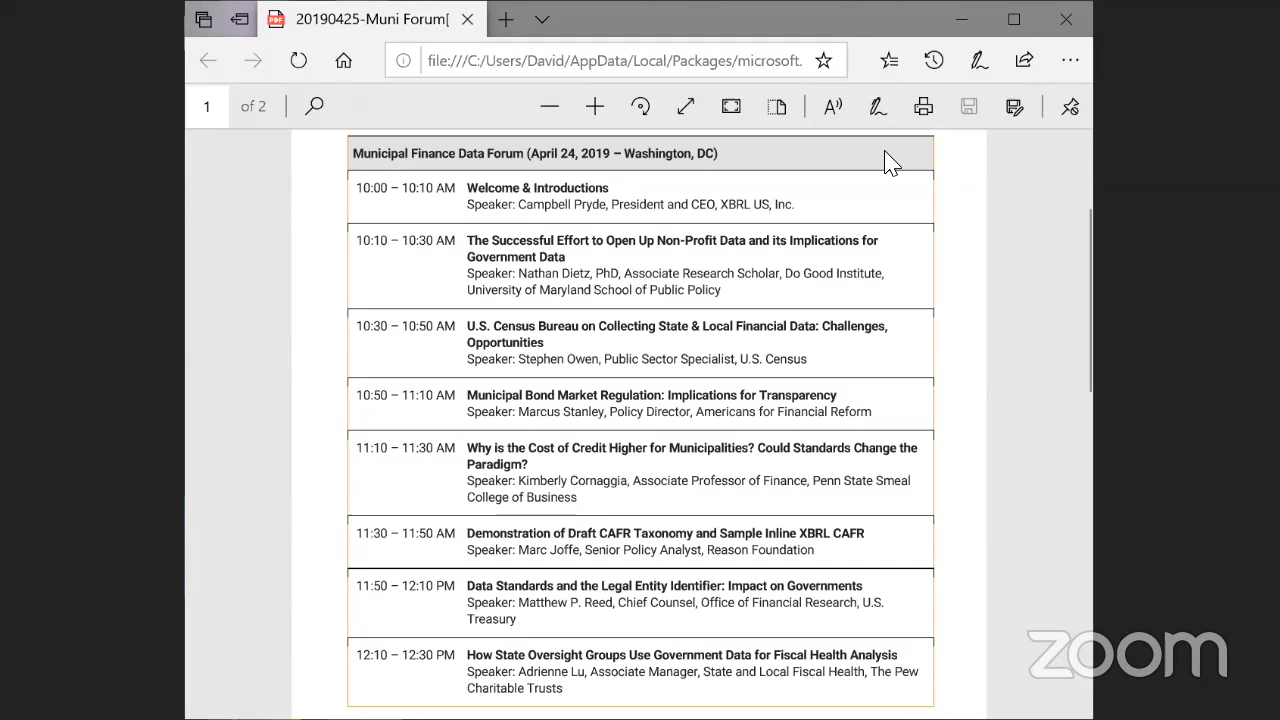 20190425-Muni Forum[
file:///C:/Users/David/AppData/Local/Packages/microsoft.
1 of 2
Municipal Finance Data Forum (April 24, 2019 – Washington, DC)
10:00 – 10:10 AM Welcome & Introductions
Speaker: Campbell Pryde, President and CEO, XBRL US, Inc.
10:10 – 10:30 AM The Successful Effort to Open Up Non-Profit Data and its Implications for
Government Data
Speaker: Nathan Dietz, PhD, Associate Research Scholar, Do Good Institute,
University of Maryland School of Public Policy
10:30 – 10:50 AM U.S. Census Bureau on Collecting State & Local Financial Data: Challenges,
Opportunities
Speaker: Stephen Owen, Public Sector Specialist, U.S. Census
10:50 – 11:10 AM Municipal Bond Market Regulation: Implications for Transparency
Speaker: Marcus Stanley, Policy Director, Americans for Financial Reform
11:10 – 11:30 AM Why is the Cost of Credit Higher for Municipalities? Could Standards Change the
Paradigm?
Speaker: Kimberly Cornaggia, Associate Professor of Finance, Penn State Smeal
College of Business
11:30 – 11:50 AM Demonstration of Draft CAFR Taxonomy and Sample Inline XBRL CAFR
Speaker: Marc Joffe, Senior Policy Analyst, Reason Foundation
11:50 – 12:10 PM Data Standards and the Legal Entity Identifier: Impact on Governments
Speaker: Matthew P. Reed, Chief Counsel, Office of Financial Research, U.S.
Treasury
12:10 – 12:30 PM How State Oversight Groups Use Government Data for Fiscal Health Analysis
Speaker: Adrienne Lu, Associate Manager, State and Local Fiscal Health, The Pew
Charitable Trusts
zoom